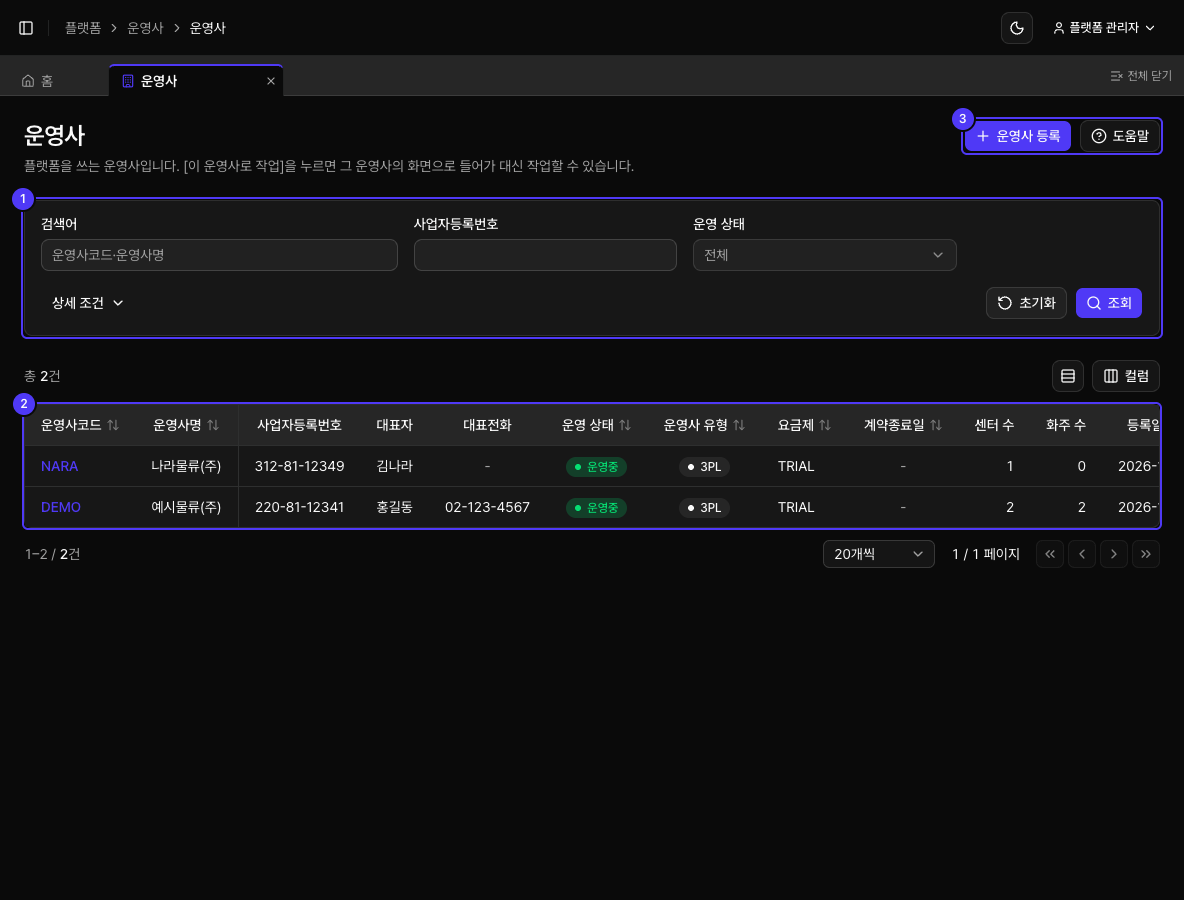 플랫폼 > 운영사 > 운영사
플랫폼 관리자
홈
운영사
전체 닫기
운영사
3
운영사 등록
도움말
플랫폼을 쓰는 운영사입니다. [이 운영사로 작업]을 누르면 그 운영사의 화면으로 들어가 대신 작업할 수 있습니다.
1
검색어 사업자등록번호 운영 상태
운영사코드·운영사명 전체
상세 조건 초기화 조회
총 2건 컬럼
2
운영사코드 운영사명 사업자등록번호 대표자 대표전화 운영 상태 운영사 유형 요금제 계약종료일 센터 수 화주 수 등록일
NARA 나라물류(주) 312-81-12349 김나라 - 운영중 3PL TRIAL - 1 0 2026-
DEMO 예시물류(주) 220-81-12341 홍길동 02-123-4567 운영중 3PL TRIAL - 2 2 2026-
1–2 / 2건 20개씩 1 / 1 페이지